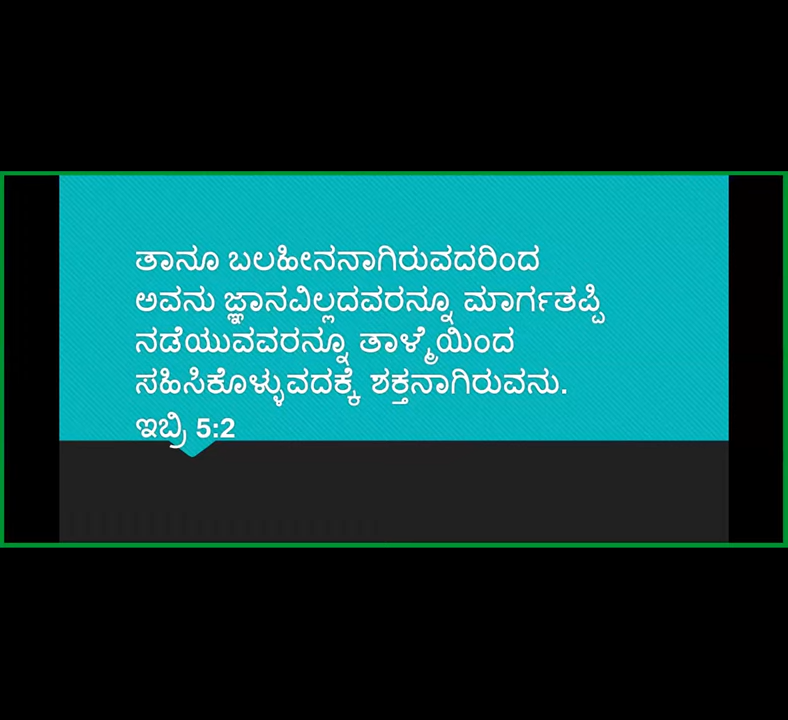 ತಾನೂ ಬಲಹೀನನಾಗಿರುವದರಿಂದ
ಅವನು ಜ್ಞಾನವಿಲ್ಲದವರನ್ನೂ ಮಾರ್ಗತಪ್ಪಿ
ನಡೆಯುವವರನ್ನೂ ತಾಳ್ಮೆಯಿಂದ
ಸಹಿಸಿಕೊಳ್ಳುವದಕ್ಕೆ ಶಕ್ತನಾಗಿರುವನು.
ಇಬ್ರಿ 5:2